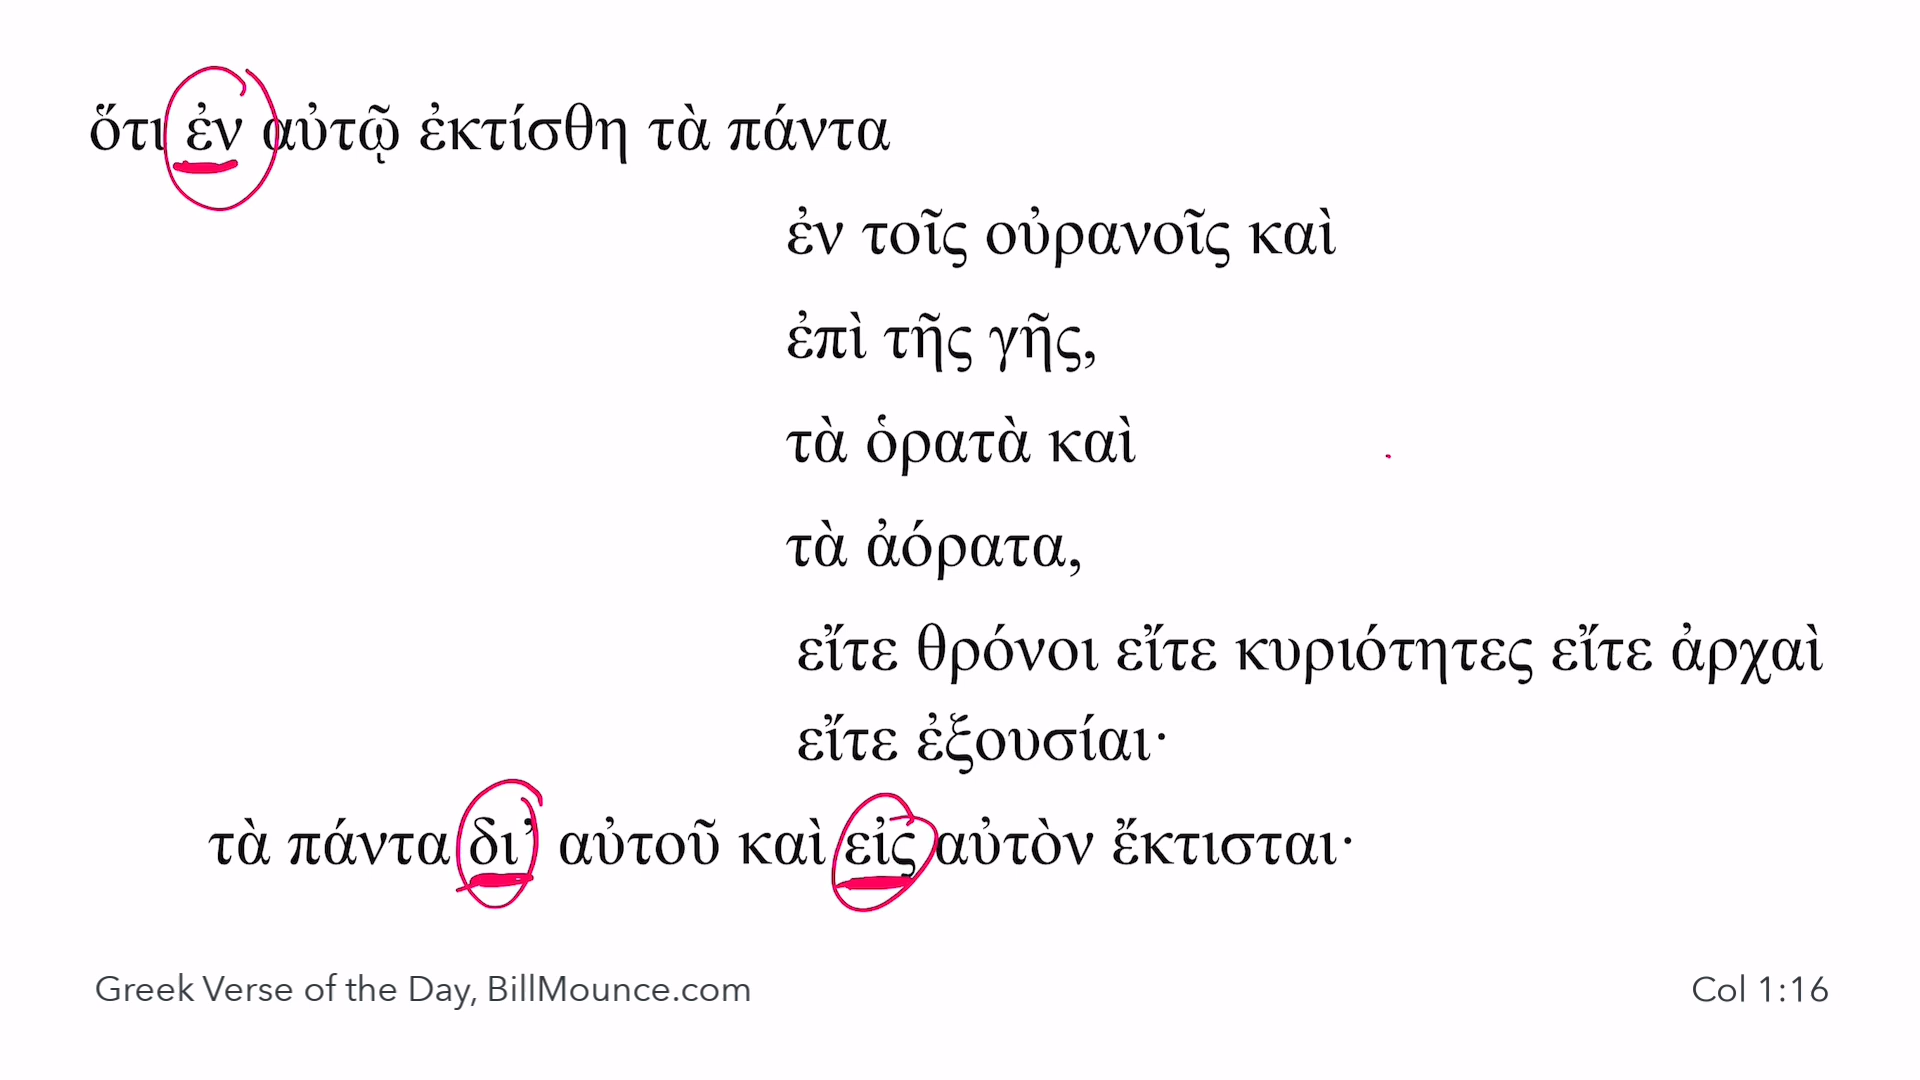 ὅτι ἐν αὐτῷ ἐκτίσθη τὰ πάντα
ἐν τοῖς οὐρανοῖς καὶ
ἐπὶ τῆς γῆς,
τὰ ὁρατὰ καὶ
τὰ ἀόρατα,
εἴτε θρόνοι εἴτε κυριότητες εἴτε ἀρχαὶ
εἴτε ἐξουσίαι·
τὰ πάντα δι’ αὐτοῦ καὶ εἰς αὐτὸν ἔκτισται·
Greek Verse of the Day, BillMounce.com
Col 1:16